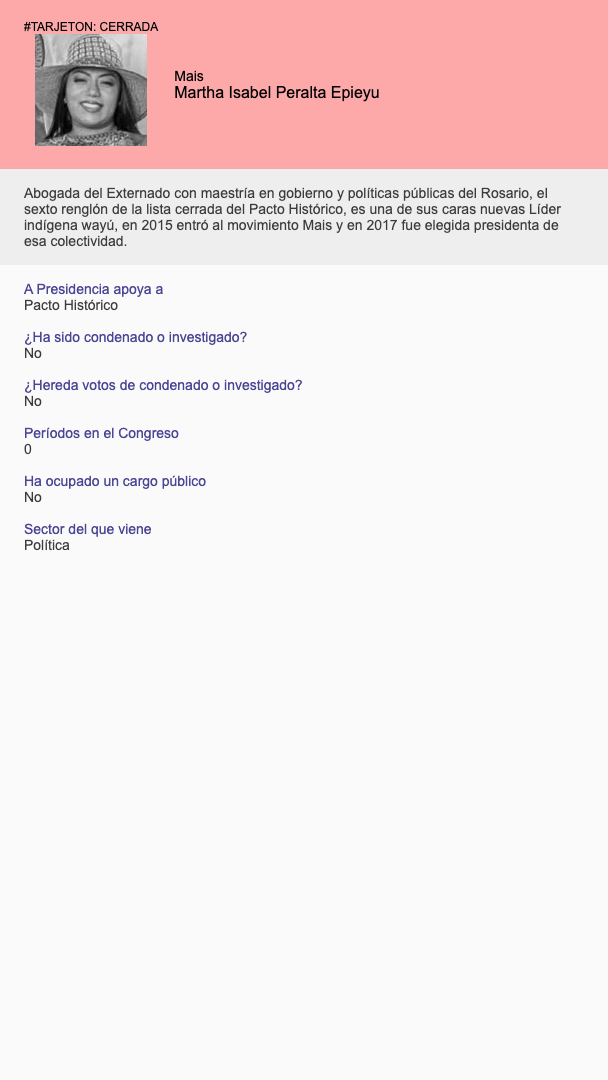 #TARJETON: CERRADA
Mais
Martha Isabel Peralta Epieyu
Abogada del Externado con maestría en gobierno y políticas públicas del Rosario, el
sexto renglón de la lista cerrada del Pacto Histórico, es una de sus caras nuevas Líder
indígena wayú, en 2015 entró al movimiento Mais y en 2017 fue elegida presidenta de
esa colectividad.
A Presidencia apoya a
Pacto Histórico
¿Ha sido condenado o investigado?
No
¿Hereda votos de condenado o investigado?
No
Períodos en el Congreso
0
Ha ocupado un cargo público
No
Sector del que viene
Política